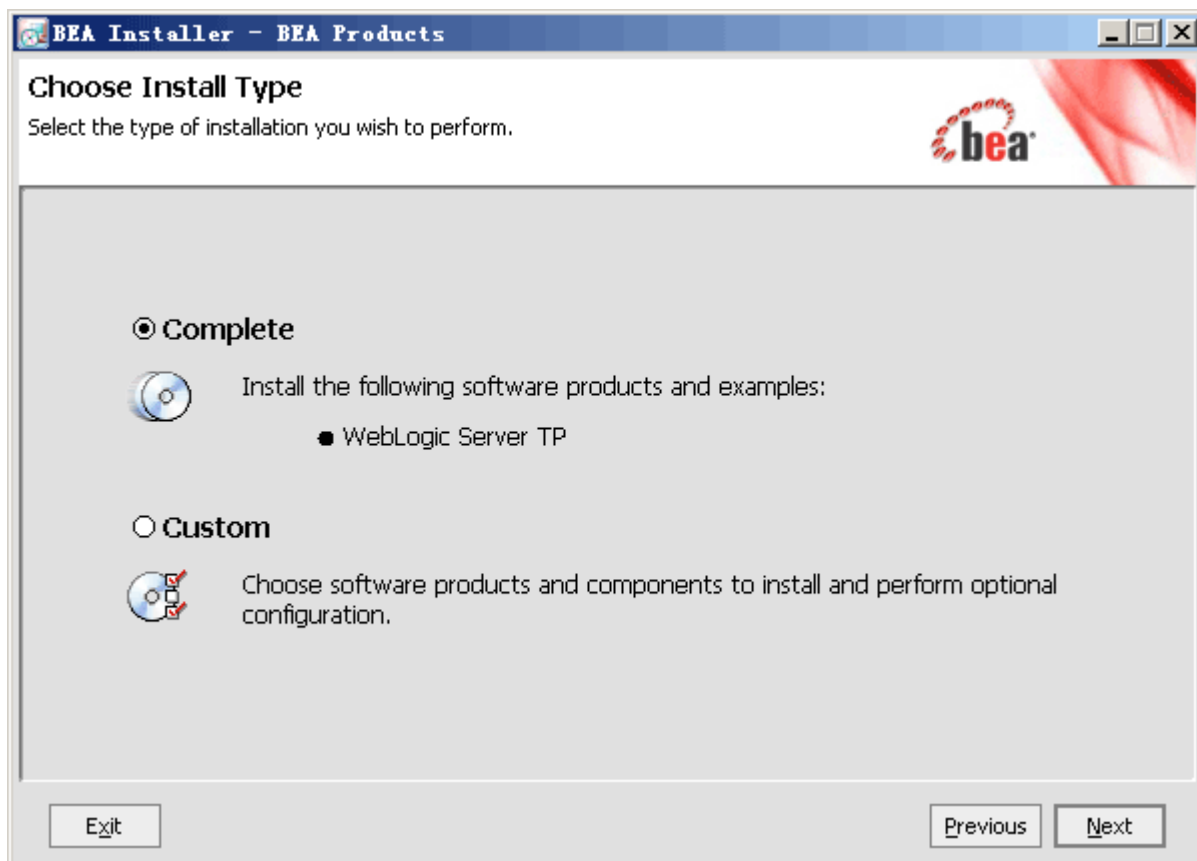 BEA Installer - BEA Products
Choose Install Type
Select the type of installation you wish to perform.
bea
Complete
Install the following software products and examples:
WebLogic Server TP
Custom
Choose software products and components to install and perform optional
configuration.
Exit
Previous
Next